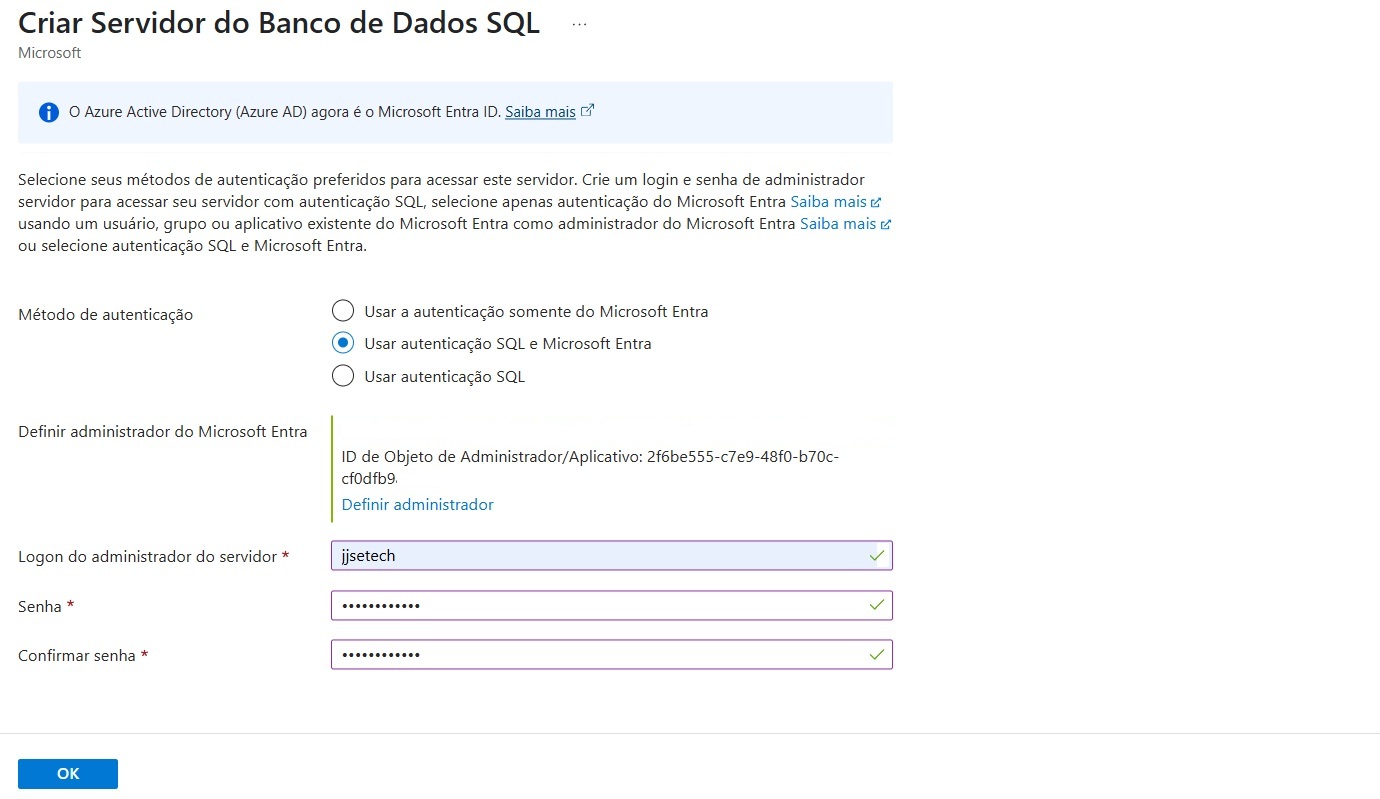 Criar Servidor do Banco de Dados SQL ...
Microsoft
O Azure Active Directory (Azure AD) agora é o Microsoft Entra ID. Saiba mais
Selecione seus métodos de autenticação preferidos para acessar este servidor. Crie um login e senha de administrador
servidor para acessar seu servidor com autenticação SQL, selecione apenas autenticação do Microsoft Entra Saiba mais
usando um usuário, grupo ou aplicativo existente do Microsoft Entra como administrador do Microsoft Entra Saiba mais
ou selecione autenticação SQL e Microsoft Entra.
Método de autenticação
Usar a autenticação somente do Microsoft Entra
Usar autenticação SQL e Microsoft Entra
Usar autenticação SQL
Definir administrador do Microsoft Entra
ID de Objeto de Administrador/Aplicativo: 2f6be555-c7e9-48f0-b70c-
cf0dfb9
Definir administrador
Logon do administrador do servidor *
jjsetech
Senha *
••••••••••••
Confirmar senha *
••••••••••••
OK